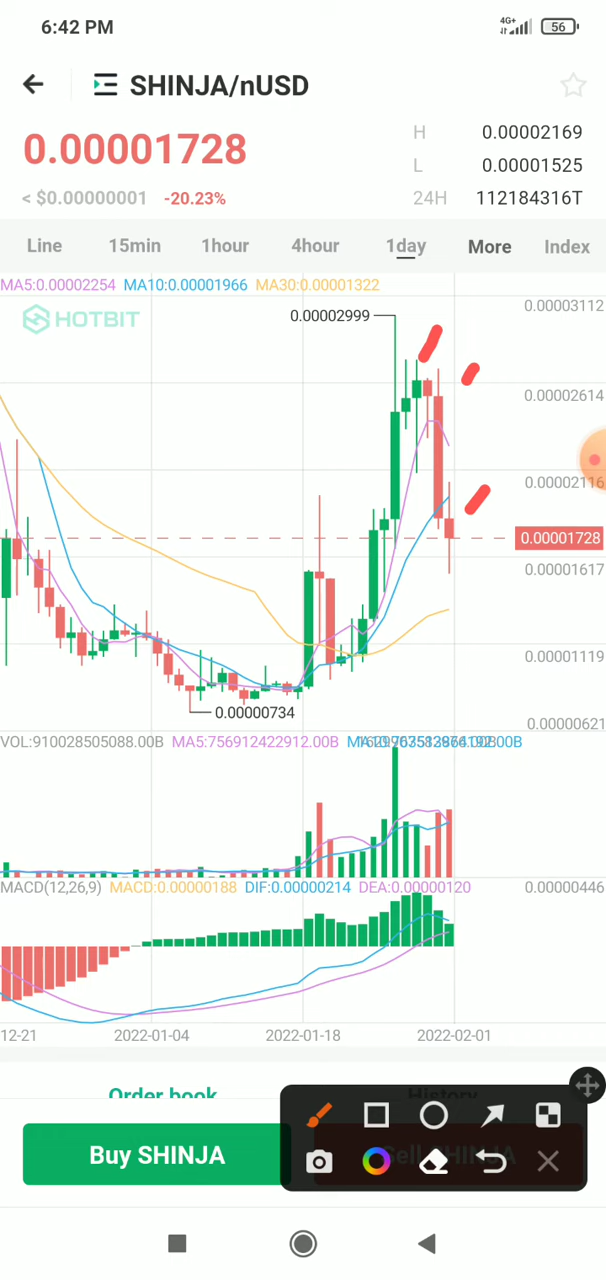 6:42 PM 4G+ 56
SHINJA/nUSD
0.00001728
H 0.00002169
L 0.00001525
< $0.00000001 -20.23%
24H 112184316T
Line 15min 1hour 4hour 1day More Index
MA5:0.00002254 MA10:0.00001966 MA30:0.00001322
HOTBIT
0.00002999
0.00003112
0.00002614
0.00002116
0.00001728
0.00001617
0.00001119
0.00000734
0.00000621
VOL:910028505088.00B MA5:756912422912.00B
MACD(12,26,9) MACD:0.00000188 DIF:0.00000214 DEA:0.00000120 0.00000446
12-21 2022-01-04 2022-01-18 2022-02-01
Order book History
Buy SHINJA Sell SHINJA